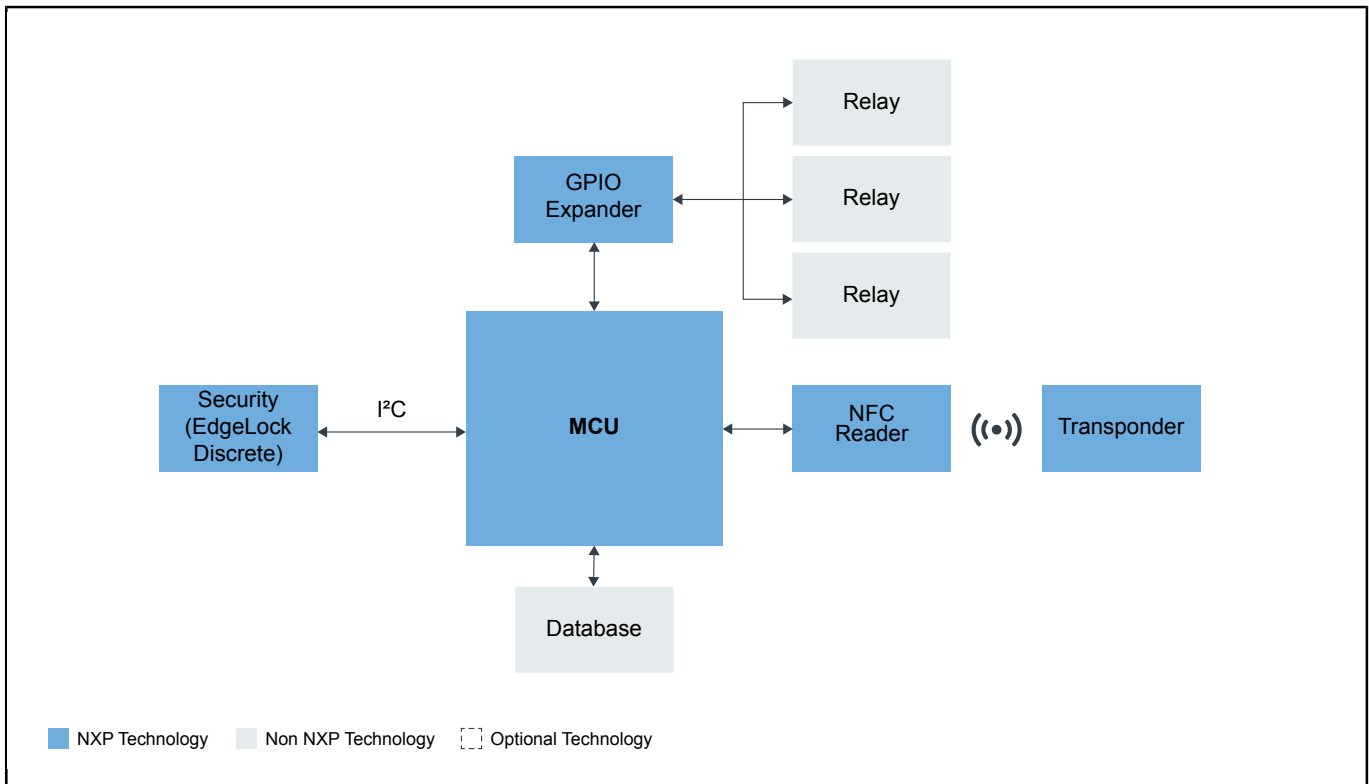 Relay
GPIO
Expander
Relay
Relay
Security
(EdgeLock
Discrete)
I²C
MCU
NFC
Reader
Transponder
Database
NXP Technology
Non NXP Technology
Optional Technology